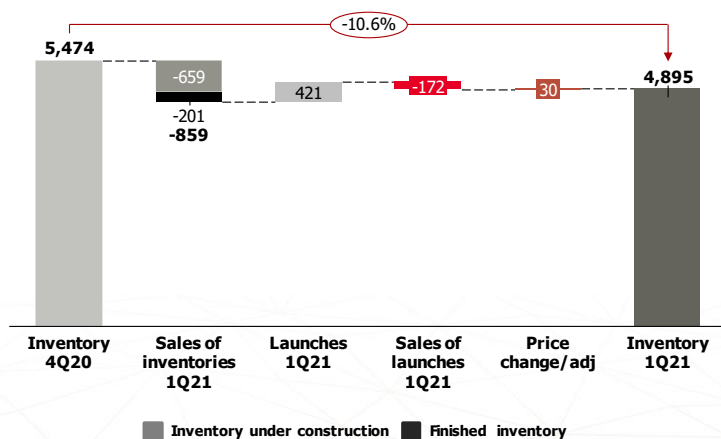 -10.6%
5,474
-659
-201
-859
421
-172
30
4,895
Inventory
4Q20
Sales of
inventories
1Q21
Launches
1Q21
Sales of
launches
1Q21
Price
change/adj
Inventory
1Q21
Inventory under construction
Finished inventory